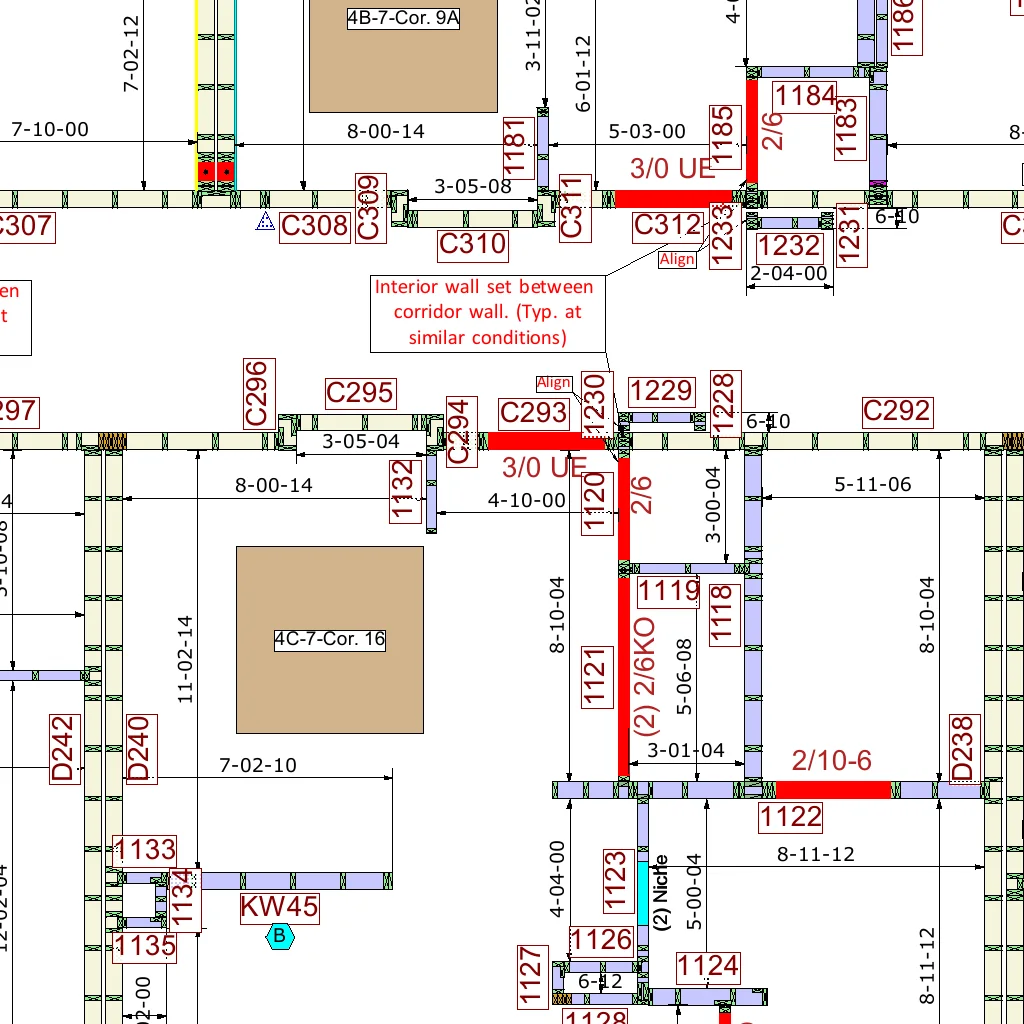 4B-7-Cor. 9A
7-02-12
3-11-02
6-01-12
1186
1184
1183
1185
2/6
7-10-00
8-00-14
1181
5-03-00
3/0 UE
3-05-08
C307
C308
C309
C310
C311
C312
1233
1232
1231
6-10
Align
2-04-00
Interior wall set between
corridor wall. (Typ. at
similar conditions)
C296
C295
C294
C293
Align
1230
1229
1228
6-10
C292
297
3-05-04
3/0 UE
8-00-14
1132
4-10-00
1120
2/6
3-00-04
5-11-06
4C-7-Cor. 16
11-02-14
8-10-04
1119
1118
1121
(2) 2/6KO
5-06-08
8-10-04
3-01-04
D242
D240
D238
7-02-10
2/10-6
1122
8-11-12
1133
1134
1135
KW45
B
4-04-00
1123
(2) Niche
5-00-04
1126
1127
6-12
1124
1128
8-11-12
12-02-04